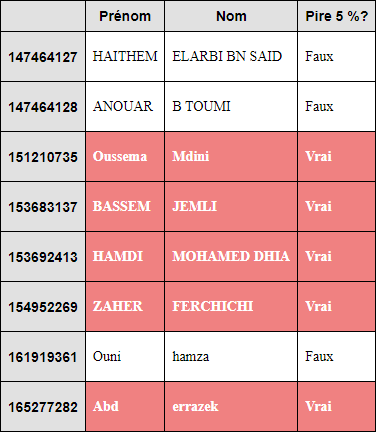 Prénom Nom Pire 5 %?
147464127 HAITHEM ELARBI BN SAID Faux
147464128 ANOUAR B TOUMI Faux
151210735 Oussema Mdini Vrai
153683137 BASSEM JEMLI Vrai
153692413 HAMDI MOHAMED DHIA Vrai
154952269 ZAHER FERCHICHI Vrai
161919361 Ouni hamza Faux
165277282 Abd errazek Vrai